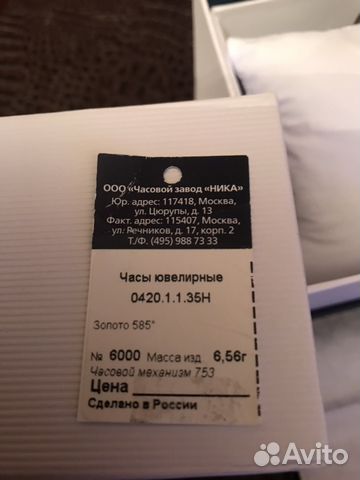 ООО «Часовой завод «НИКА»
Юр. адрес: 117418, Москва,
ул. Цюрупы, д. 13
Факт. адрес: 115407, Москва,
ул. Речников, д. 17, корп. 2
Т/Ф. (495) 988 73 33
Часы ювелирные
0420.1.1.35Н
Золото 585°
№ 6000 Масса изд. 6,56г
Часовой механизм 753
Цена
Сделано в России
Avito